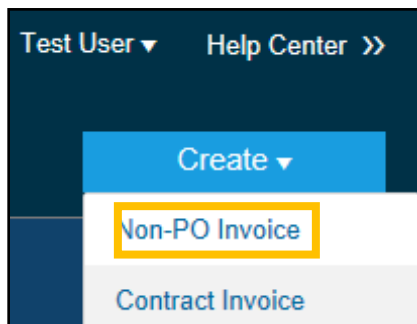 Test User ▾ Help Center »
Create ▾
Non-PO Invoice
Contract Invoice